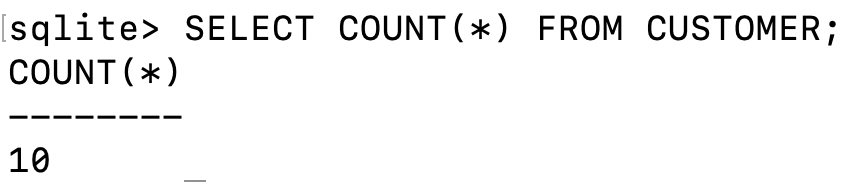 [sqlite> SELECT COUNT(*) FROM CUSTOMER;
COUNT(*)
--------
10